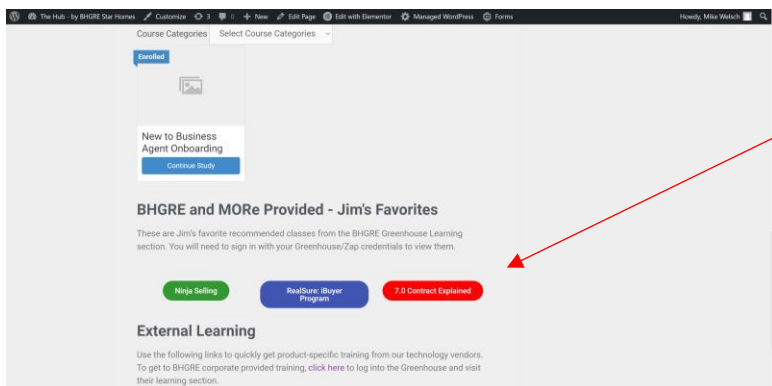 The Hub - by BHGRE Star Homes Customize 3 0 + New Edit Page Edit with Elementor Managed WordPress Forms Howdy, Mike Welsch
Course Categories Select Course Categories
Enrolled
New to Business
Agent Onboarding
Continue Study
BHGRE and MORe Provided - Jim's Favorites
These are Jim's favorite recommended classes from the BHGRE Greenhouse Learning
section. You will need to sign in with your Greenhouse/Zap credentials to view them.
Ninja Selling
RealSure: iBuyer
Program
7.0 Contract Explained
External Learning
Use the following links to quickly get product-specific training from our technology vendors.
To get to BHGRE corporate provided training, click here to log into the Greenhouse and visit
their learning section.